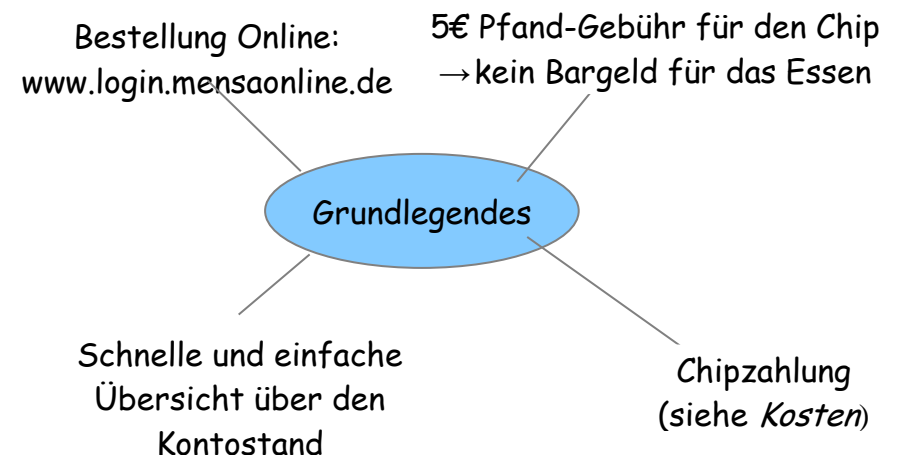 Bestellung Online:
www.login.mensaonline.de
5€ Pfand-Gebühr für den Chip
→kein Bargeld für das Essen
Grundlegendes
Schnelle und einfache
Übersicht über den
Kontostand
Chipzahlung
(siehe Kosten)